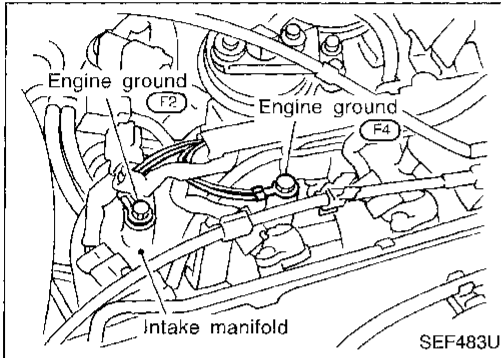 Engine ground
F2
Engine ground
F4
Intake manifold
SEF483U